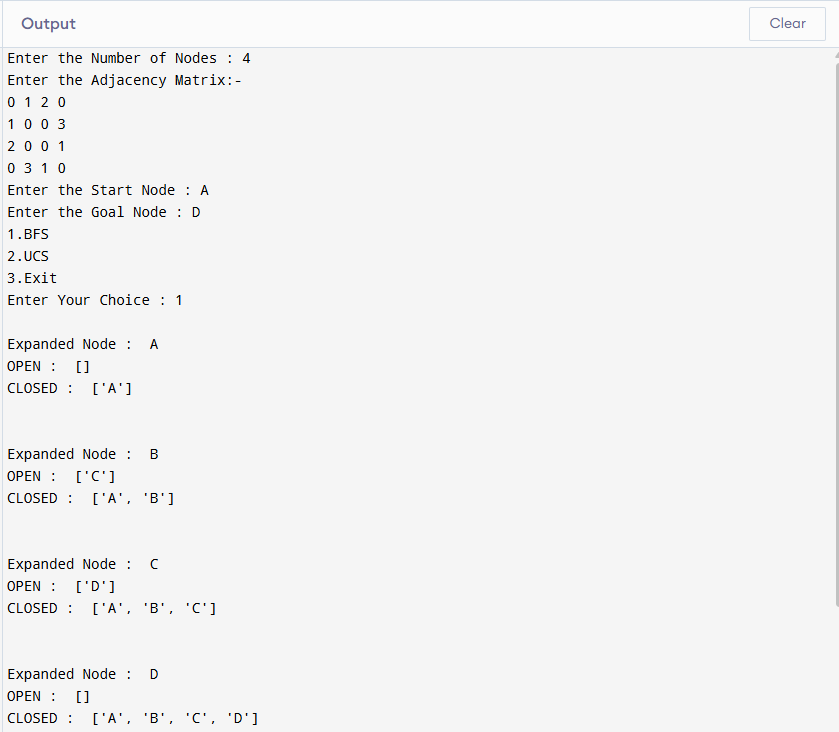 Output
Clear
Enter the Number of Nodes : 4
Enter the Adjacency Matrix:-
0 1 2 0
1 0 0 3
2 0 0 1
0 3 1 0
Enter the Start Node : A
Enter the Goal Node : D
1.BFS
2.UCS
3.Exit
Enter Your Choice : 1
Expanded Node :  A
OPEN :  []
CLOSED :  ['A']
Expanded Node :  B
OPEN :  ['C']
CLOSED :  ['A', 'B']
Expanded Node :  C
OPEN :  ['D']
CLOSED :  ['A', 'B', 'C']
Expanded Node :  D
OPEN :  []
CLOSED :  ['A', 'B', 'C', 'D']